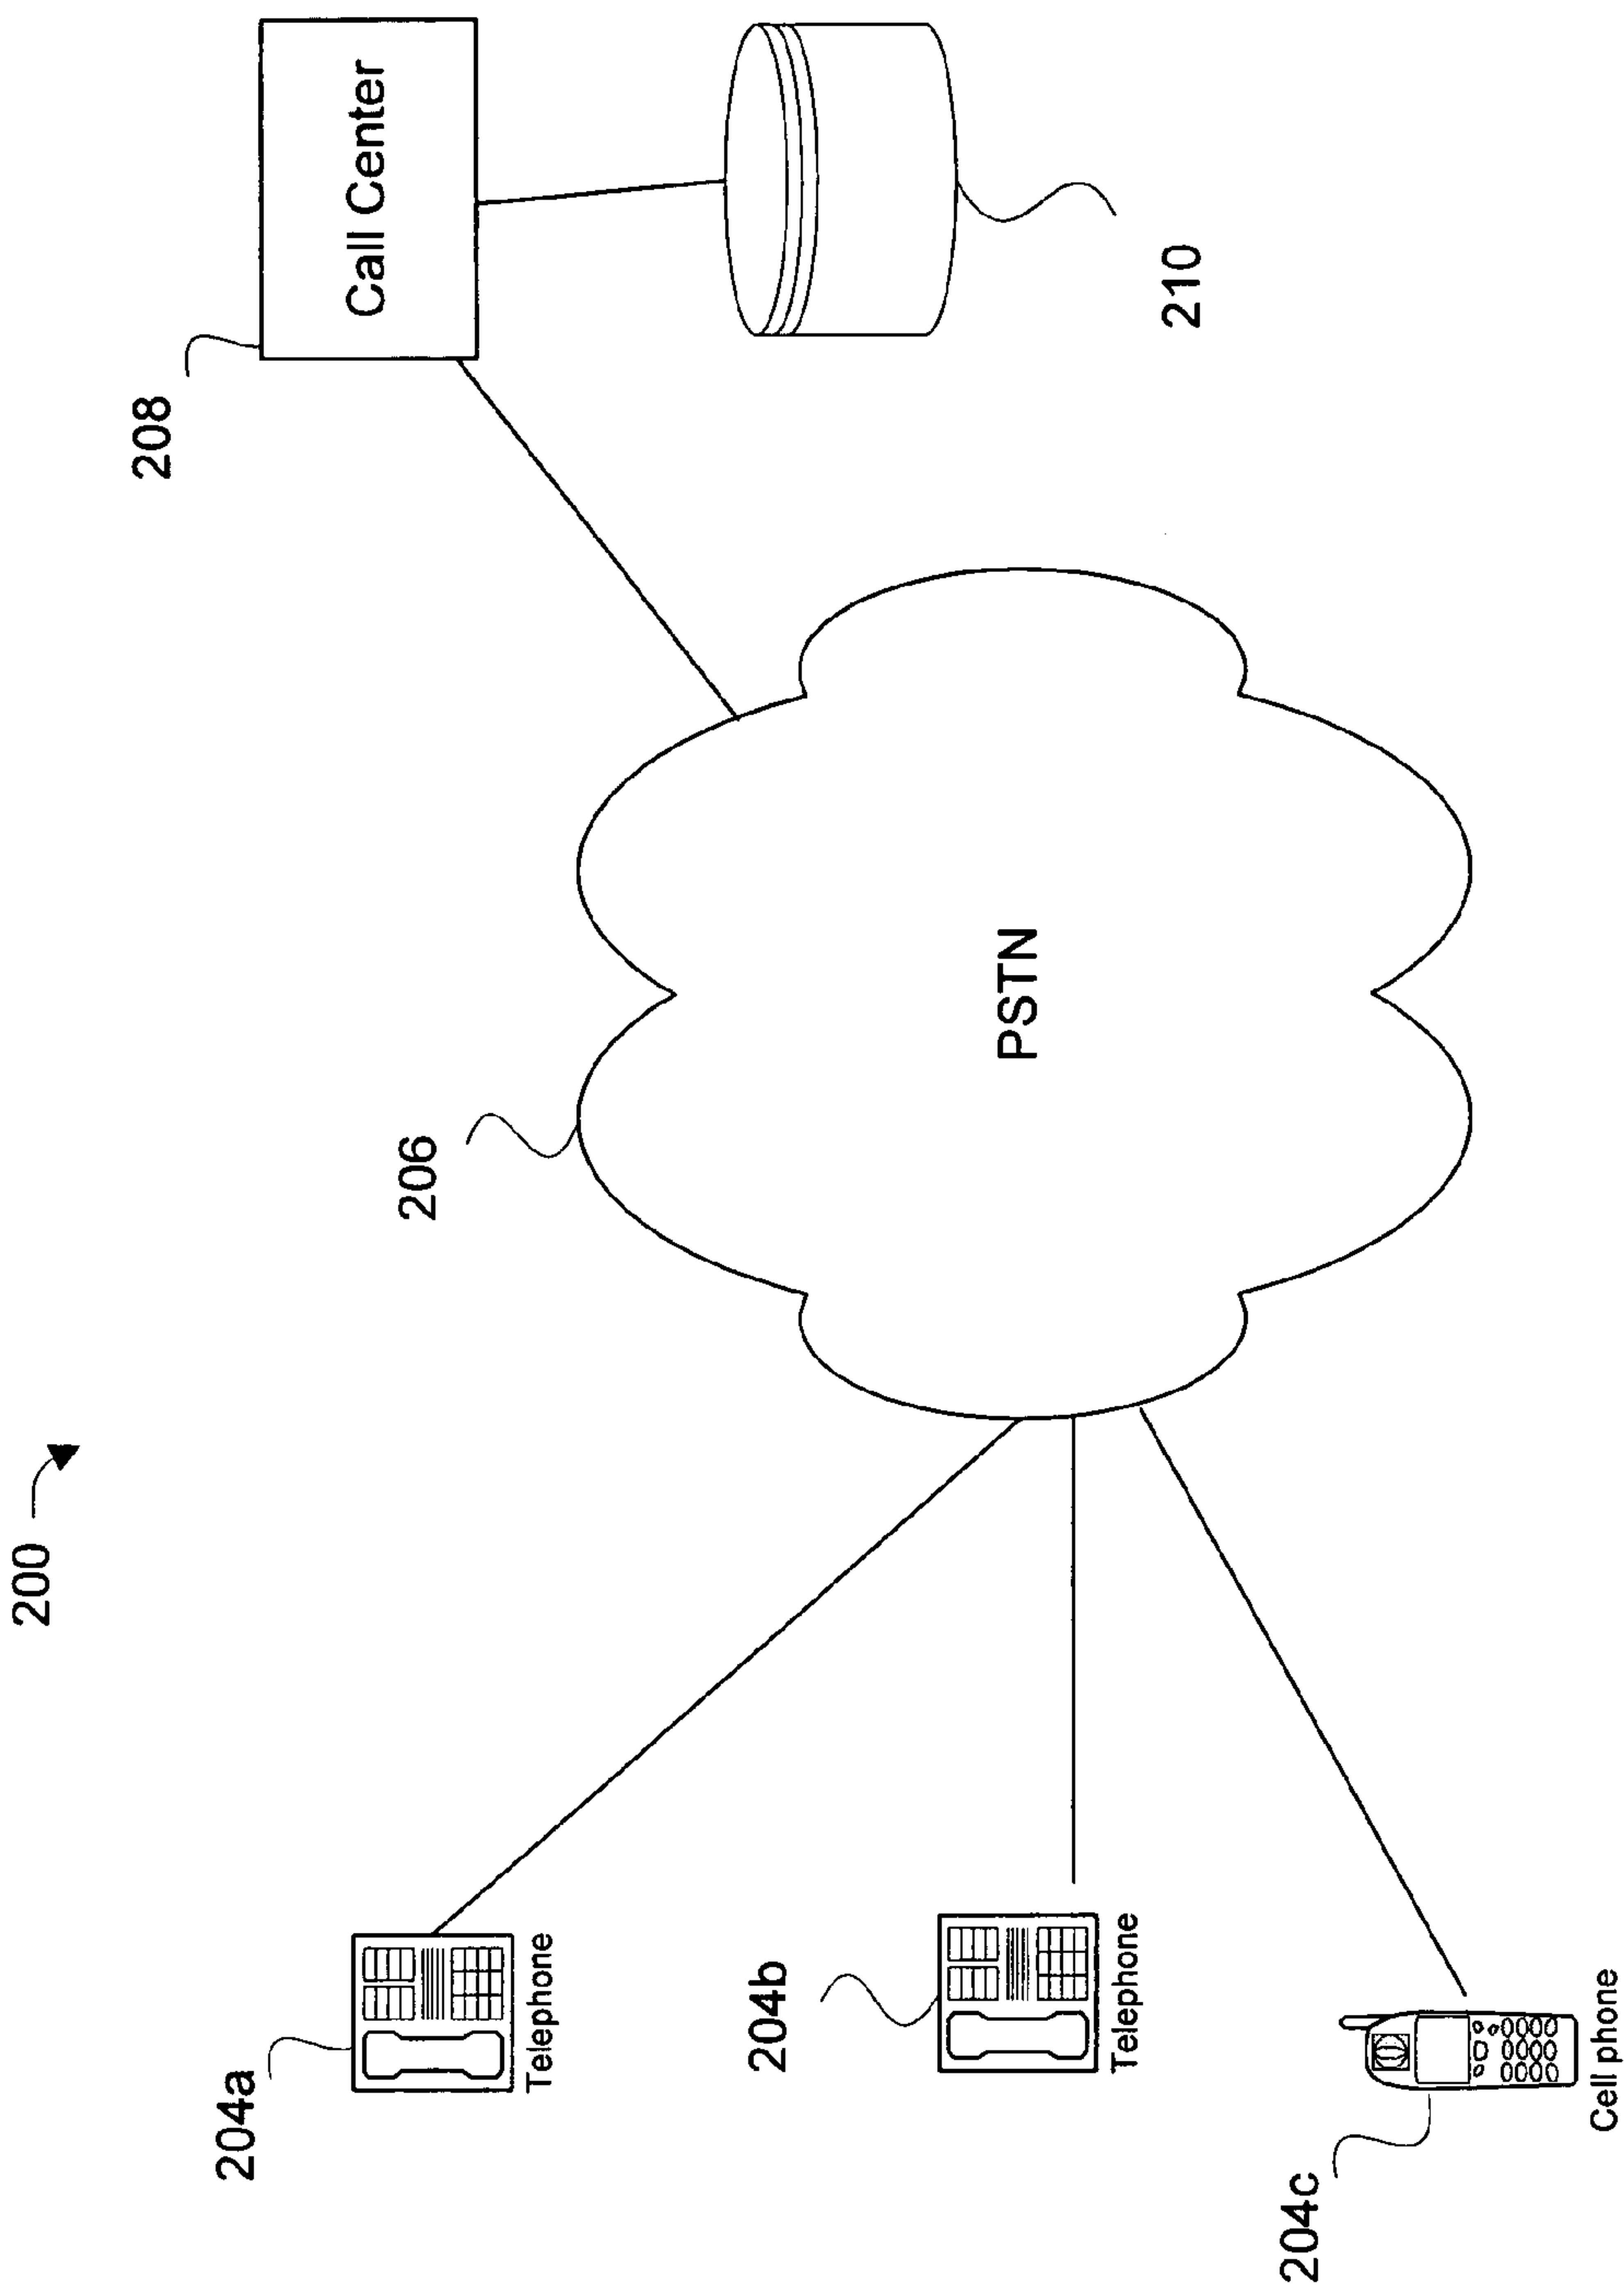 200
204a
Telephone
204b
Telephone
204c
Cell phone
206
PSTN
208
Call Center
210